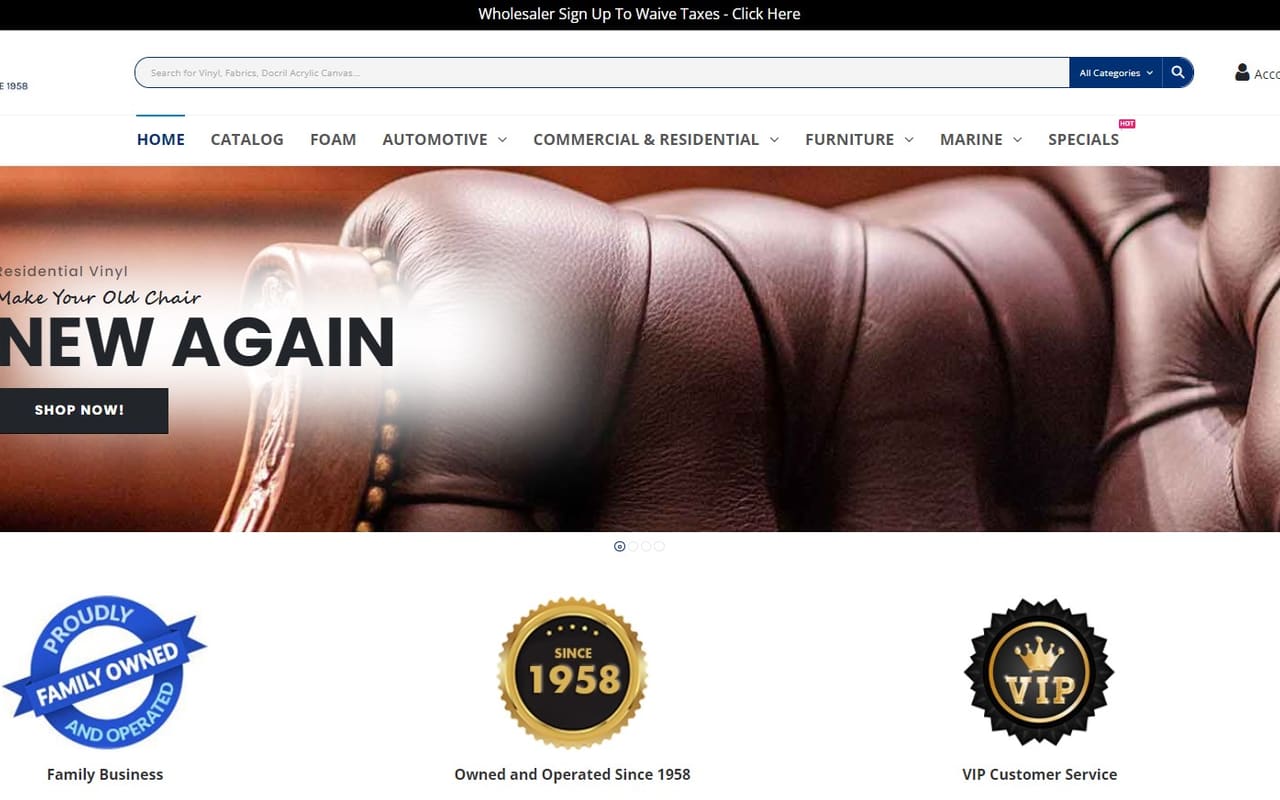 Wholesaler Sign Up To Waive Taxes - Click Here
E 1958
Search for Vinyl, Fabrics, Docril Acrylic Canvas...
All Categories
Acco
HOT
HOME CATALOG FOAM AUTOMOTIVE COMMERCIAL & RESIDENTIAL FURNITURE MARINE SPECIALS
Residential Vinyl
Make Your Old Chair
NEW AGAIN
SHOP NOW!
PROUDLY
FAMILY OWNED
AND OPERATED
SINCE
1958
VIP
Family Business
Owned and Operated Since 1958
VIP Customer Service